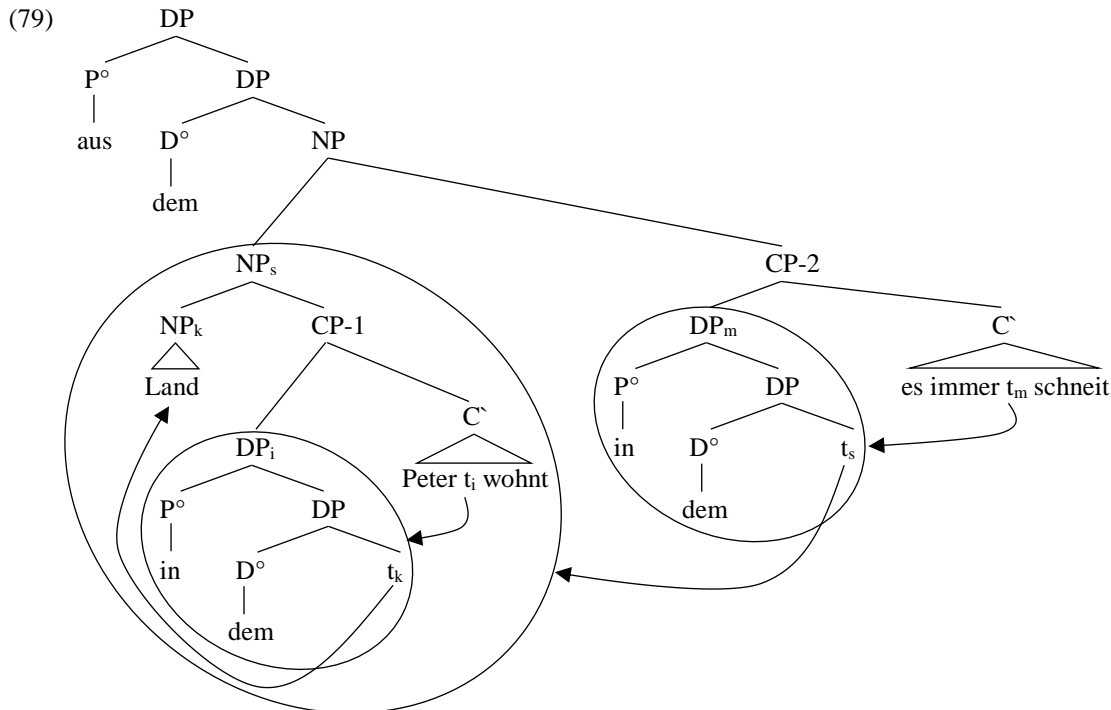 (79) DP
P° DP
aus D° NP
dem
NPs CP-2
NPk CP-1 DPm C`
Land P° DP es immer tm schneit
DPi C` in D° ts
Peter ti wohnt
P° DP dem
in D° tk
dem